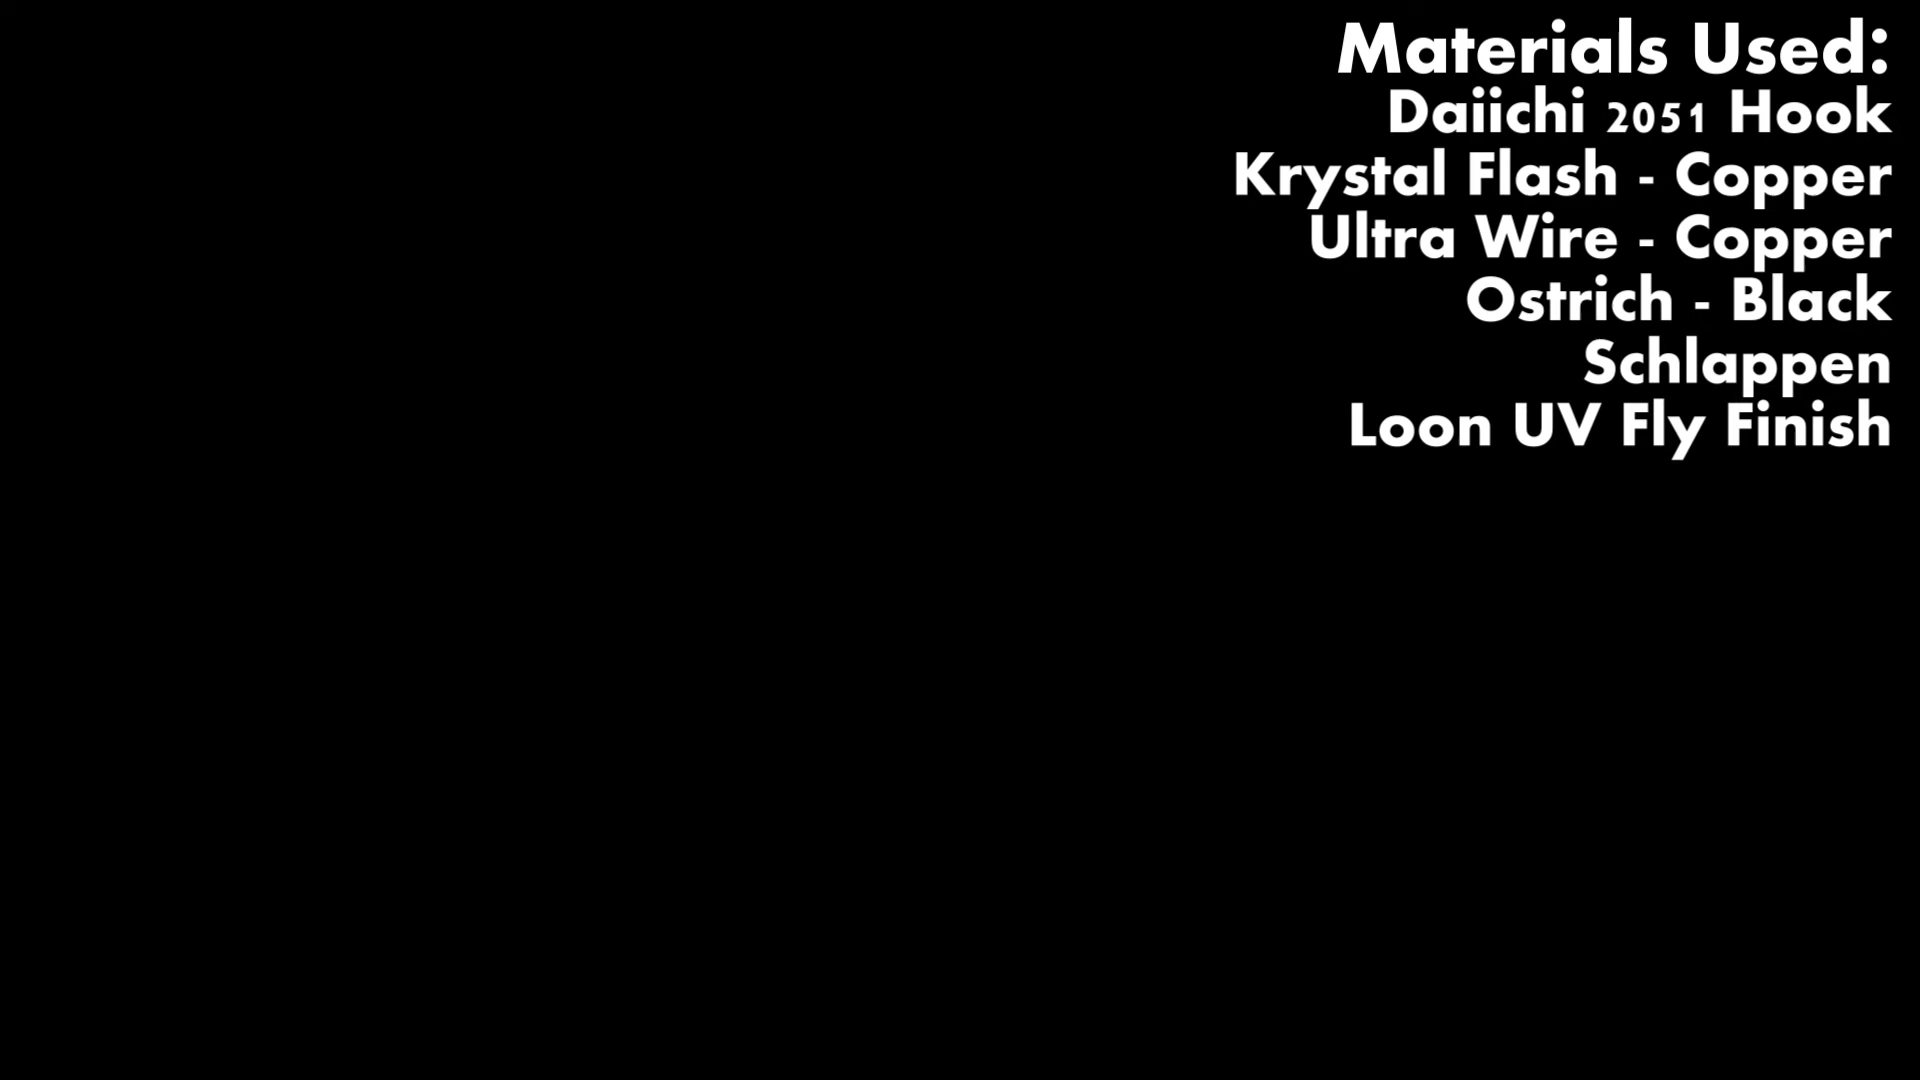 Materials Used:
Daiichi 2051 Hook
Krystal Flash - Copper
Ultra Wire - Copper
Ostrich - Black
Schlappen
Loon UV Fly Finish